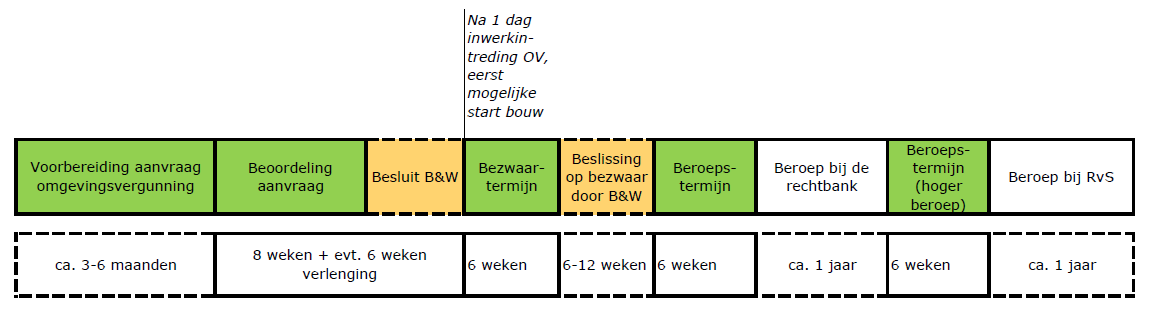 Na 1 dag
inwerkin-
treding OV,
eerst
mogelijke
start bouw
Voorbereiding aanvraag
omgevingsvergunning
Beoordeling
aanvraag
Besluit B&W
Bezwaar-
termijn
Beslissing
op bezwaar
door B&W
Beroeps-
termijn
Beroep bij de
rechtbank
Beroeps-
termijn
(hoger
beroep)
Beroep bij RvS
ca. 3-6 maanden
8 weken + evt. 6 weken
verlenging
6 weken
6-12 weken
6 weken
ca. 1 jaar
6 weken
ca. 1 jaar